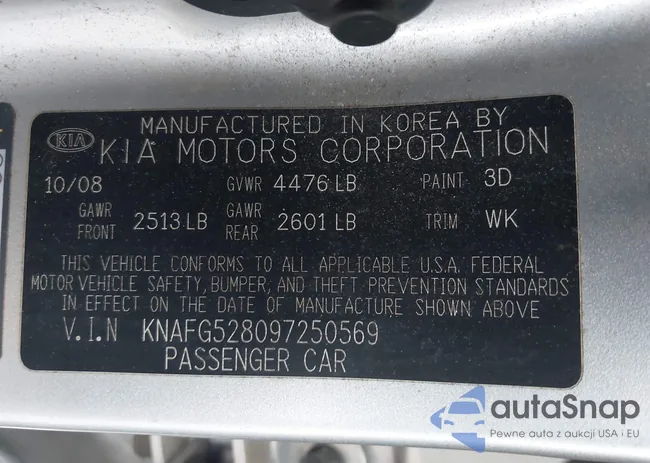 MANUFACTURED IN KOREA BY
KIA KIA MOTORS CORPORATION
10/08 GVWR 4476 LB PAINT 3D
GAWR FRONT 2513 LB GAWR REAR 2601 LB TRIM WK
THIS VEHICLE CONFORMS TO ALL APPLICABLE U.S.A. FEDERAL
MOTOR VEHICLE SAFETY, BUMPER, AND THEFT PREVENTION STANDARDS
IN EFFECT ON THE DATE OF MANUFACTURE SHOWN ABOVE
V.I.N KNAFG528097250569
PASSENGER CAR
autoSnap
Pewne auta z aukcji USA i EU